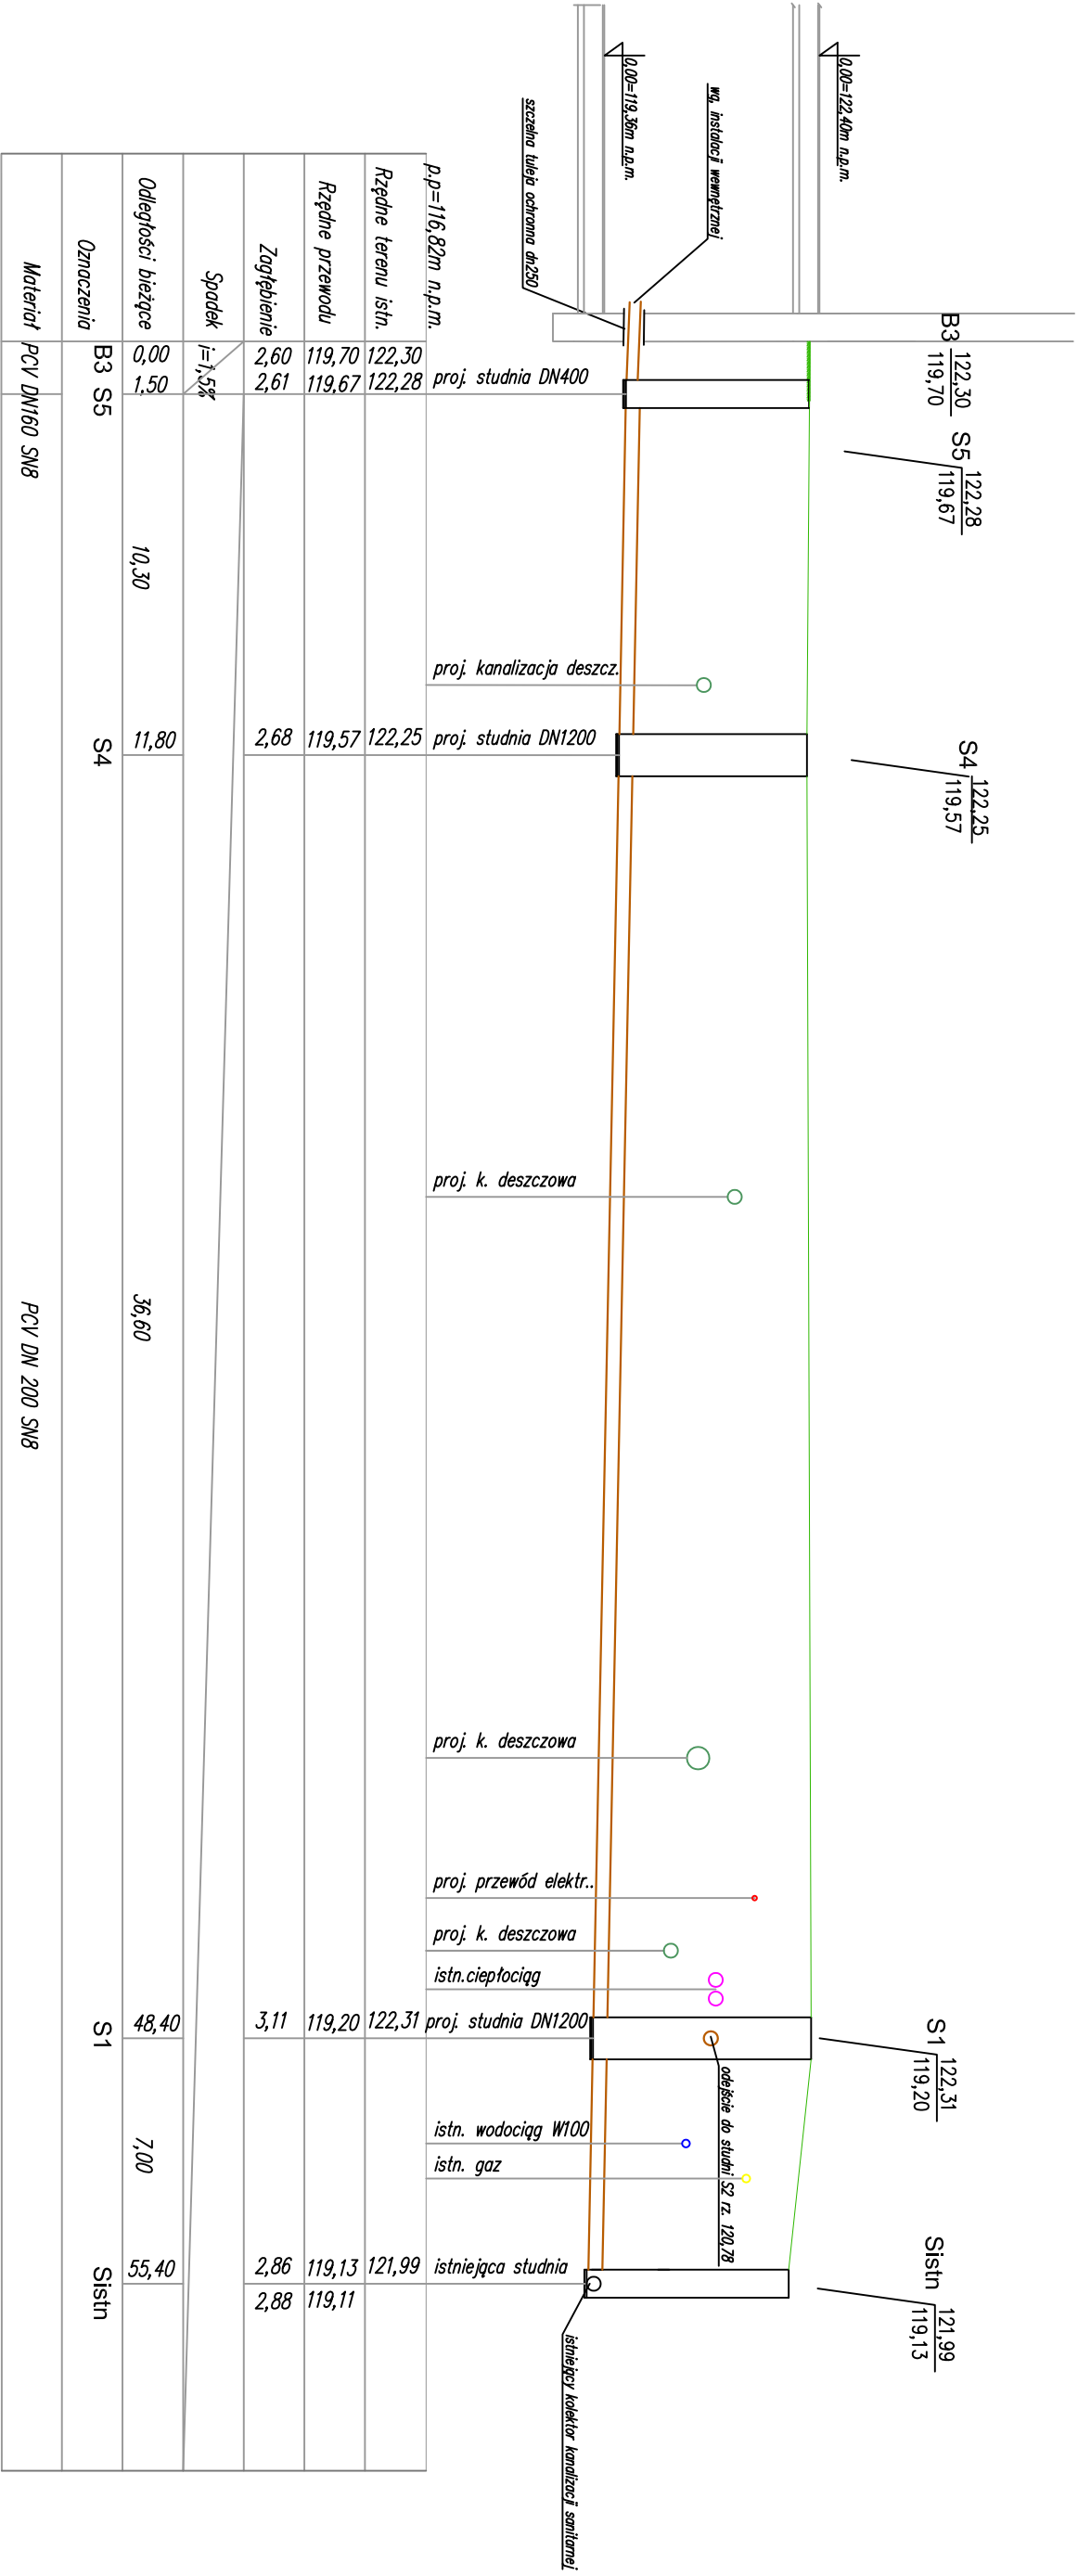 B3 122,30
119,70
S5 122,28
119,67
S4 122,25
119,57
S1 122,31
119,20
Sistn 121,99
119,13
0,00=122,40m n.p.m.
0,00=119,36m n.p.m.
wg. instalacji wewnętrznej
szczelna tuleja ochronna dn250
odejście do studni S2 rz. 120,78
istniejący kolektor kanalizacji sanitarnej
p.p=116,82m n.p.m.
proj. studnia DN400
proj. kanalizacja deszcz.
proj. studnia DN1200
proj. k. deszczowa
proj. k. deszczowa
proj. przewód elektr..
proj. k. deszczowa
istn.ciepłociąg
proj. studnia DN1200
istn. wodociąg W100
istn. gaz
istniejąca studnia
Rzędne terenu istn. 122,30 122,28 122,25 122,31 121,99
Rzędne przewodu 119,70 119,67 119,57 119,20 119,13 119,11
Zagłębienie 2,60 2,61 2,68 3,11 2,86 2,88
Spadek i=1,5%
Odległości bieżące 0,00 1,50 10,30 11,80 36,60 48,40 7,00 55,40
Oznaczenia B3 S5 S4 S1 Sistn
Materiał PCV DN160 SN8 PCV DN 200 SN8